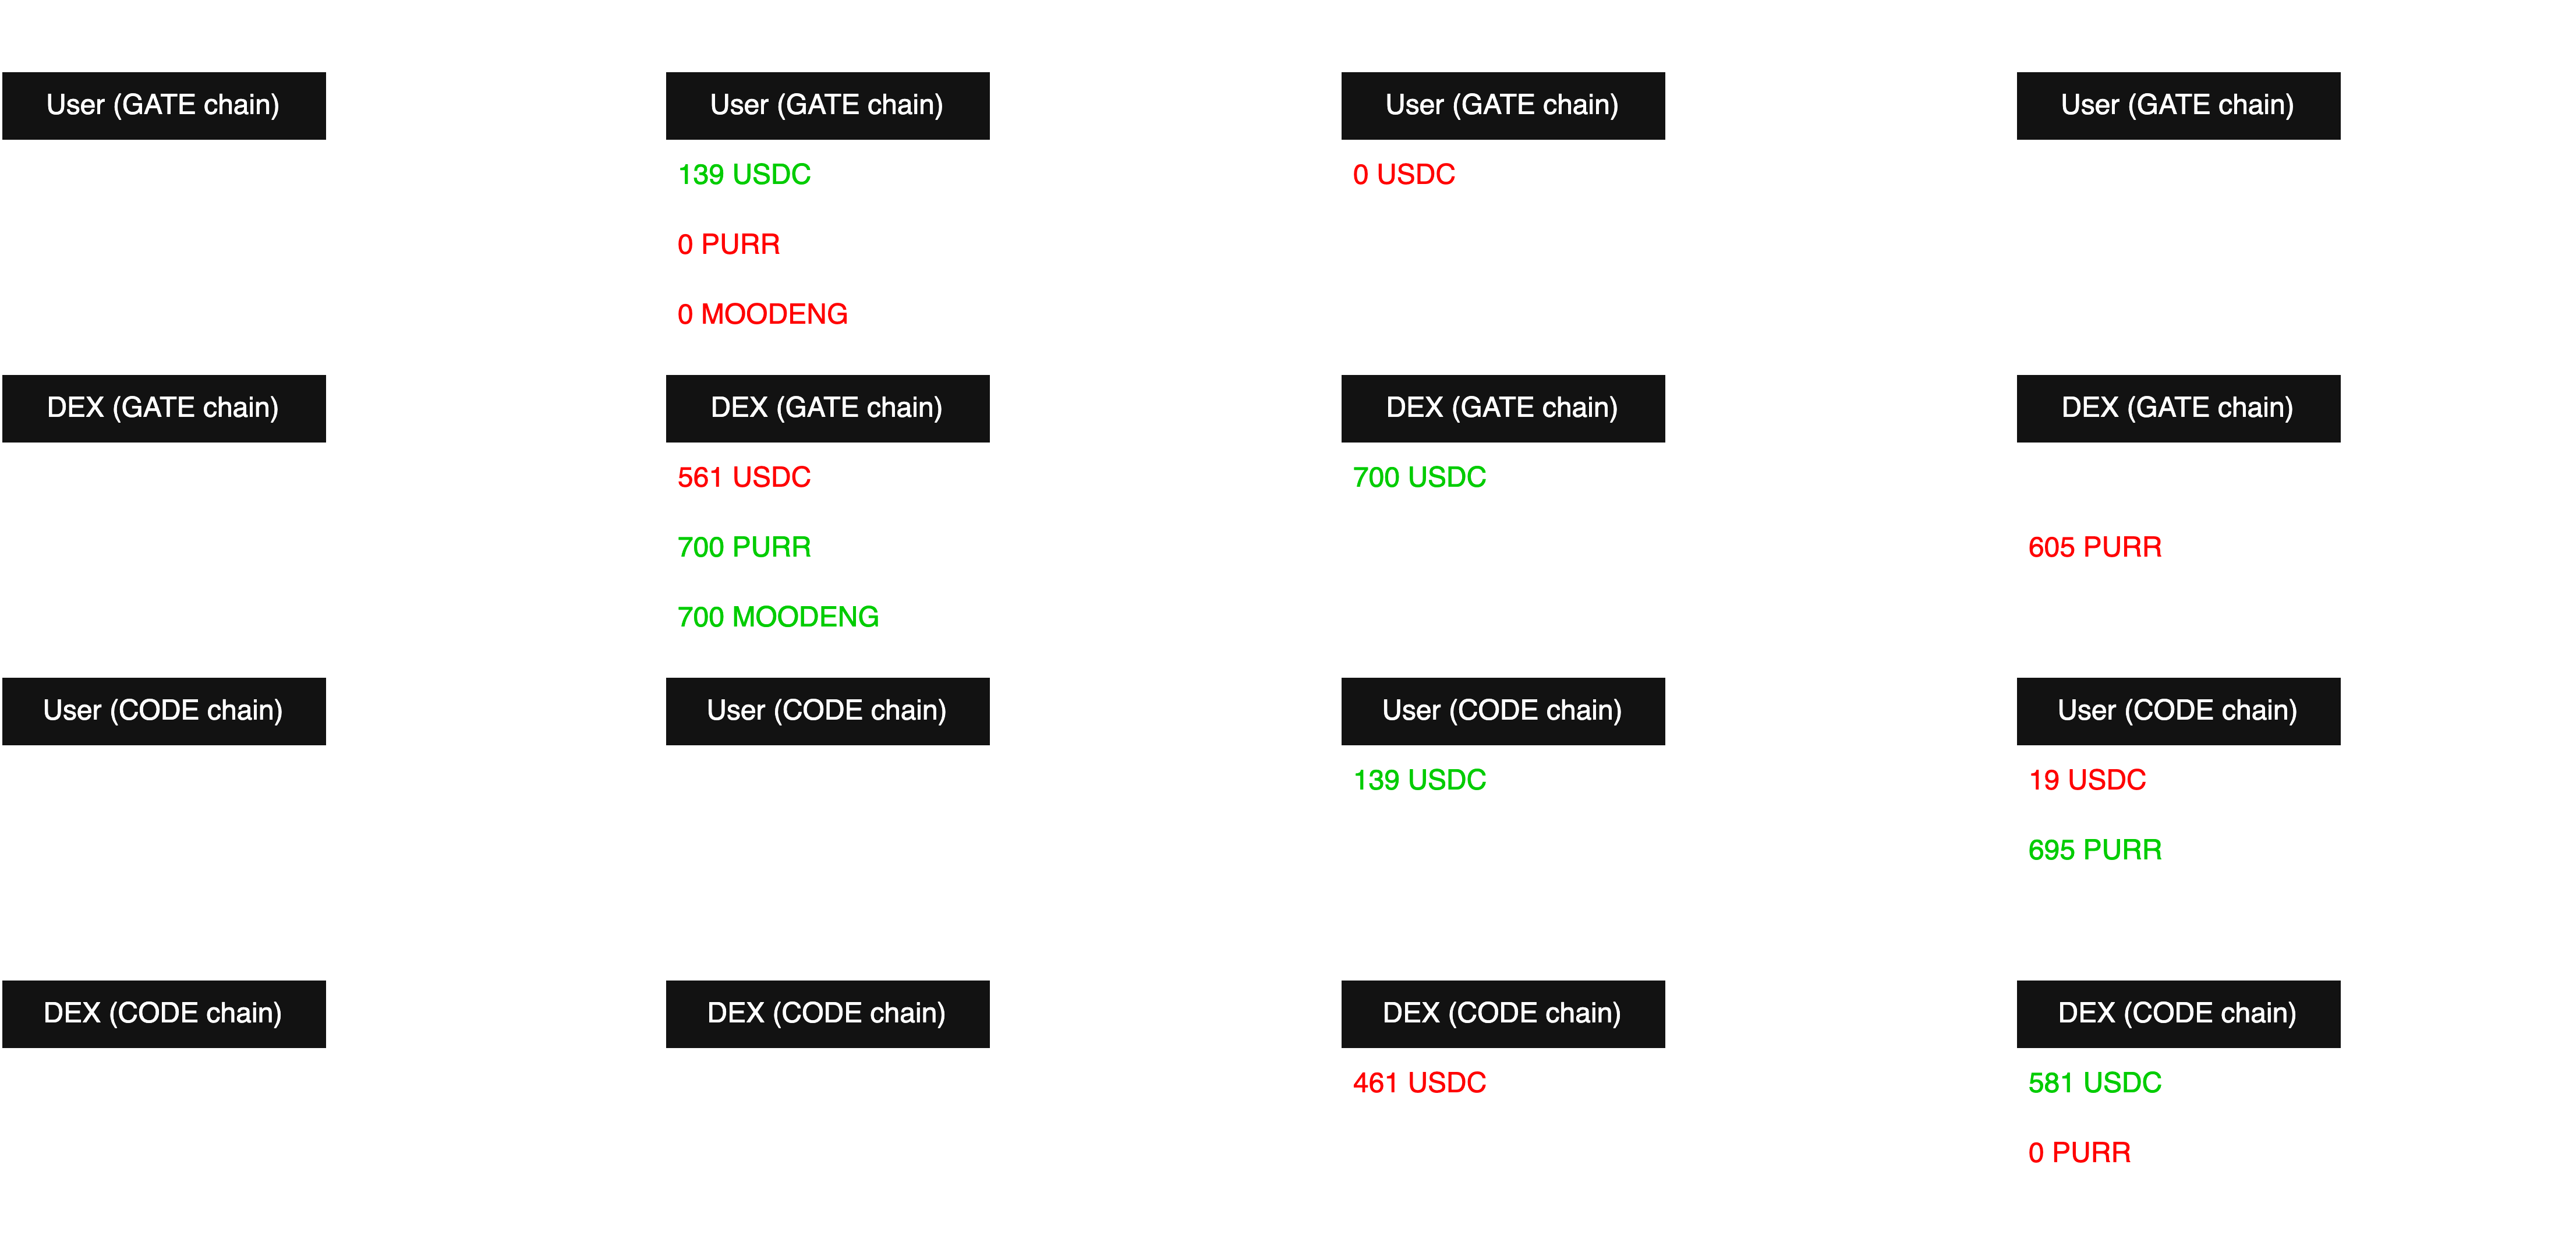 User (GATE chain)
User (GATE chain)
User (GATE chain)
User (GATE chain)
139 USDC
0 USDC
0 PURR
0 MOODENG
DEX (GATE chain)
DEX (GATE chain)
DEX (GATE chain)
DEX (GATE chain)
561 USDC
700 USDC
700 PURR
605 PURR
700 MOODENG
User (CODE chain)
User (CODE chain)
User (CODE chain)
User (CODE chain)
139 USDC
19 USDC
695 PURR
DEX (CODE chain)
DEX (CODE chain)
DEX (CODE chain)
DEX (CODE chain)
461 USDC
581 USDC
0 PURR